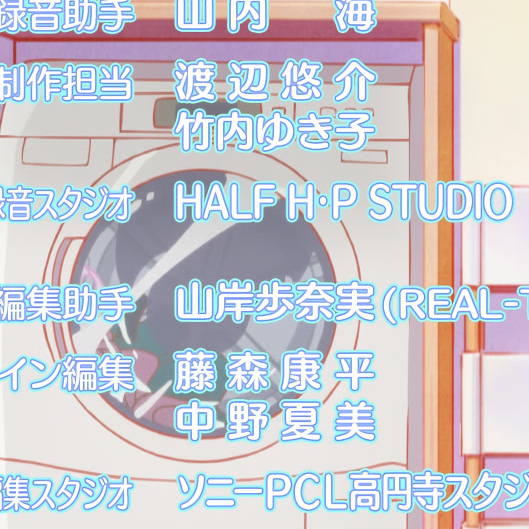 録音助手 山内 海
制作担当 渡辺悠介
竹内ゆき子
録音スタジオ HALF H・P STUDIO
編集助手 山岸歩奈実 (REAL-T
イン編集 藤森康平
中野夏美
編集スタジオ ソニーPCL高円寺スタジ